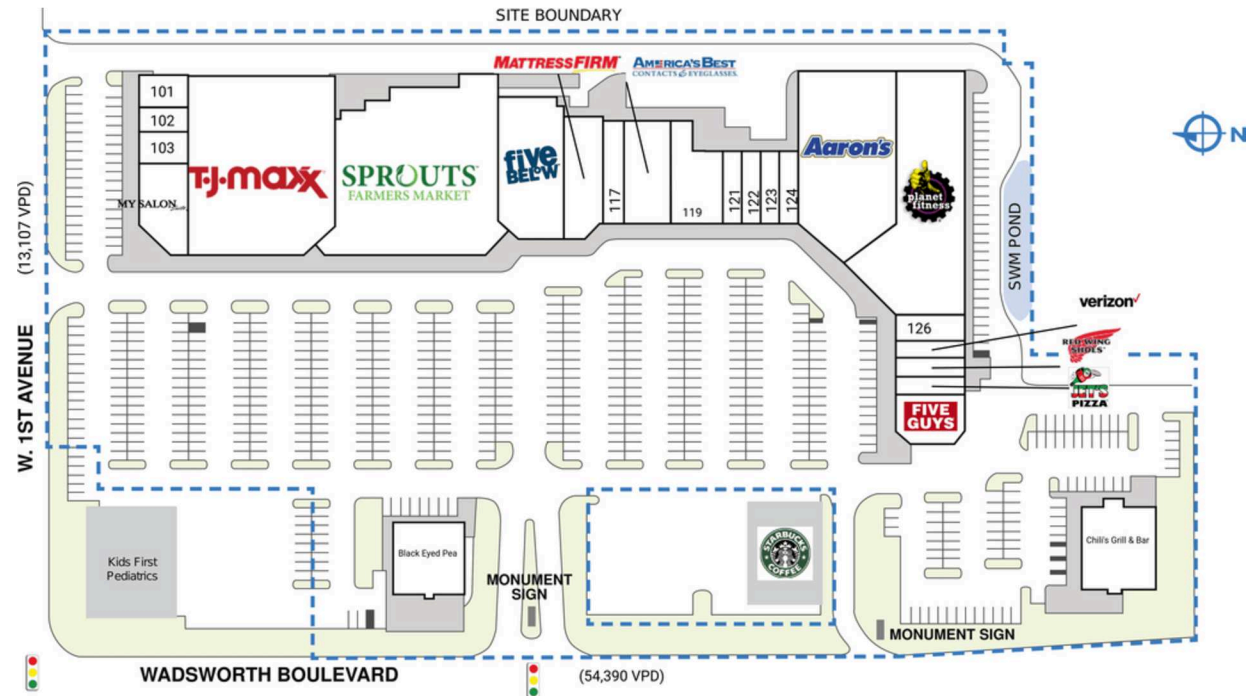 SITE BOUNDARY
MATTRESSFIRM
AMERICA'S BEST
CONTACTS & EYEGLASSES
N
101
102
103
MY SALON
Suite
T·J·maxx
SPROUTS
FARMERS MARKET
five
BELOW
117
119
121
122
123
124
Aaron's
planet
fitness
SWM POND
(13,107 VPD)
W. 1ST AVENUE
126
verizon
RED WING
SHOES
JET'S
PIZZA
FIVE
GUYS
Kids First
Pediatrics
Black Eyed Pea
MONUMENT
SIGN
STARBUCKS
COFFEE
Chili's Grill & Bar
MONUMENT SIGN
WADSWORTH BOULEVARD
(54,390 VPD)